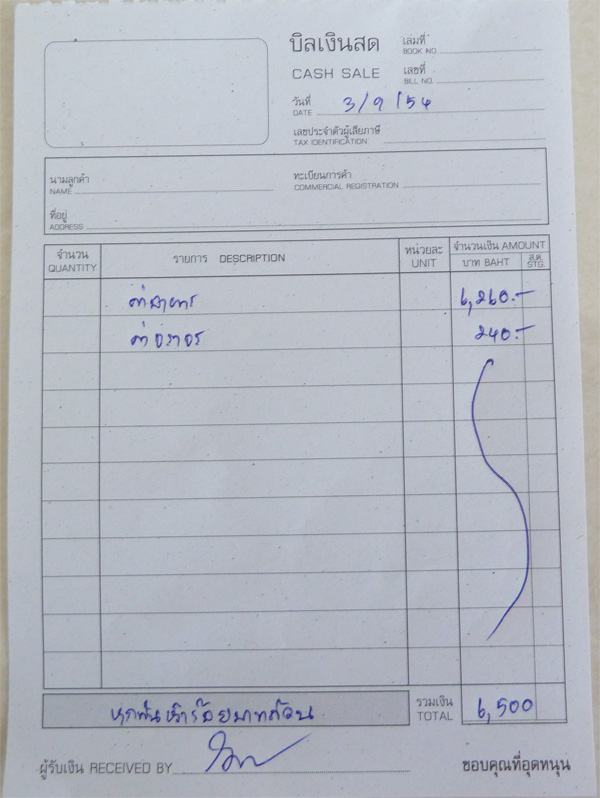 บิลเงินสด
CASH SALE
เล่มที่
BOOK NO.
เลขที่
BILL NO.
วันที่ 3/9/54
DATE
เลขประจำตัวผู้เสียภาษี
TAX IDENTIFICATION
นามลูกค้า
NAME
ทะเบียนการค้า
COMMERCIAL REGISTRATION
ที่อยู่
ADDRESS
จำนวน รายการ DESCRIPTION หน่วยละ จำนวนเงิน AMOUNT
QUANTITY UNIT บาท BAHT ส.ต. STG.
ค่าอาหาร 6,260.-
ค่า 240.-
หกพันห้าร้อยบาทถ้วน
รวมเงิน
TOTAL 6,500
ผู้รับเงิน RECEIVED BY
ขอบคุณที่อุดหนุน